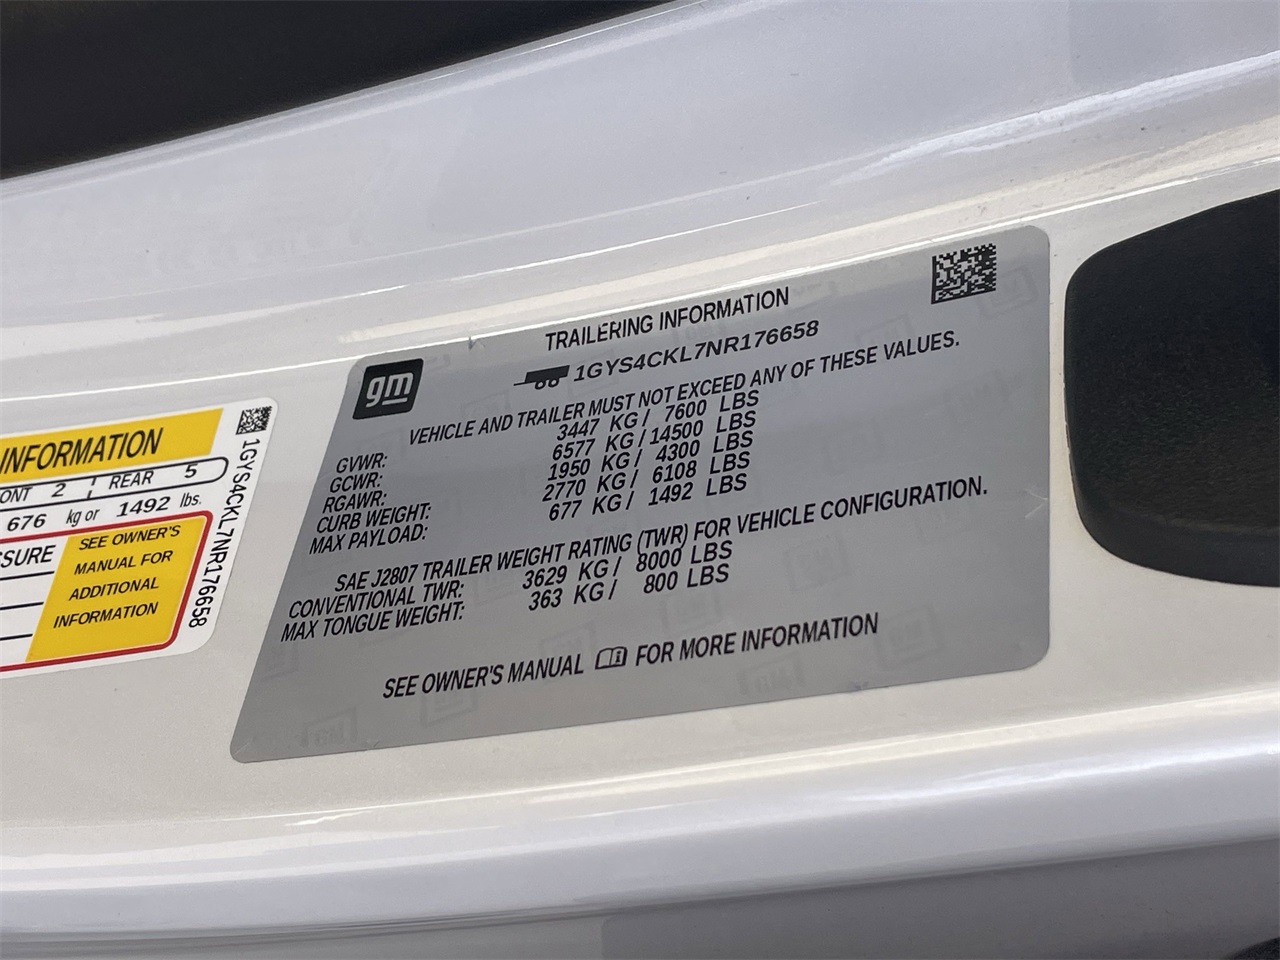 INFORMATION
ONT 2 REAR 5
676 kg or 1492 lbs.
SSURE
SEE OWNER'S
MANUAL FOR
ADDITIONAL
INFORMATION
1GYS4CKL7NR176658
gm
TRAILERING INFORMATION
1GYS4CKL7NR176658
VEHICLE AND TRAILER MUST NOT EXCEED ANY OF THESE VALUES.
GVWR: 3447 KG/ 7600 LBS
GCWR: 6577 KG/14500 LBS
RGAWR: 1950 KG/ 4300 LBS
CURB WEIGHT: 2770 KG/ 6108 LBS
MAX PAYLOAD: 677 KG/ 1492 LBS
SAE J2807 TRAILER WEIGHT RATING (TWR) FOR VEHICLE CONFIGURATION.
CONVENTIONAL TWR: 3629 KG/ 8000 LBS
MAX TONGUE WEIGHT: 363 KG/ 800 LBS
SEE OWNER'S MANUAL FOR MORE INFORMATION